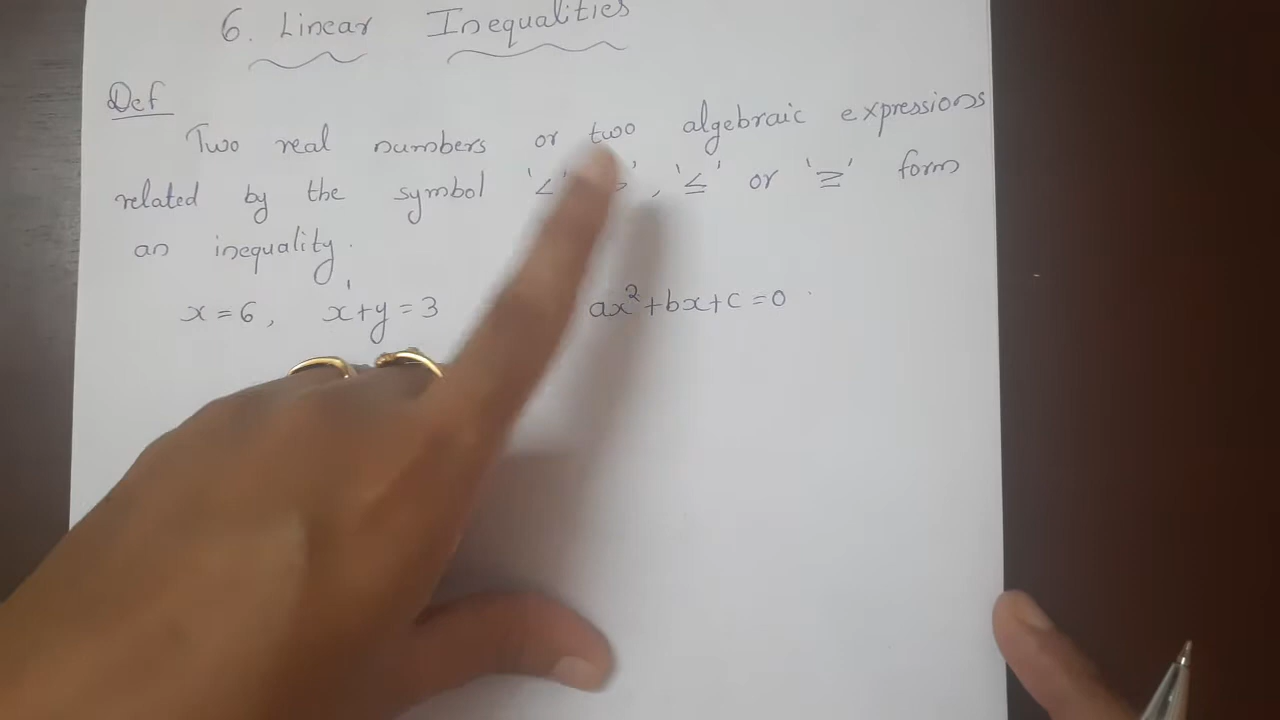 6. Linear Inequalities
Def
Two real numbers or two algebraic expressions
related by the symbol '<' >', '≤' or '≥' form
an inequality.
x = 6, x+y = 3 ax²+bx+c = 0